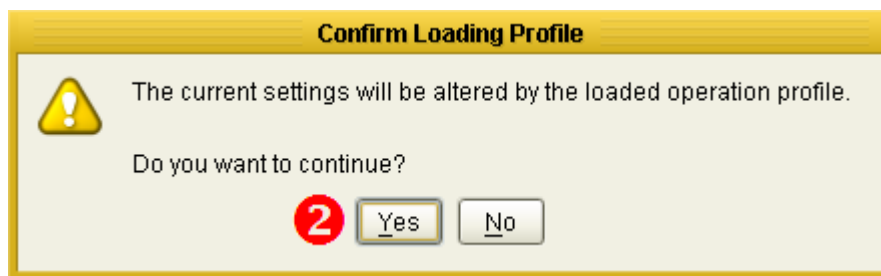 Confirm Loading Profile
The current settings will be altered by the loaded operation profile.
Do you want to continue?
2 Yes No